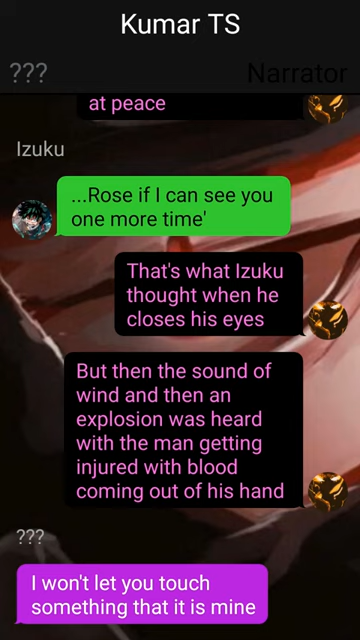 Kumar TS
???
Narrator
at peace
Izuku
...Rose if I can see you
one more time'
That's what Izuku
thought when he
closes his eyes
But then the sound of
wind and then an
explosion was heard
with the man getting
injured with blood
coming out of his hand
???
I won't let you touch
something that it is mine